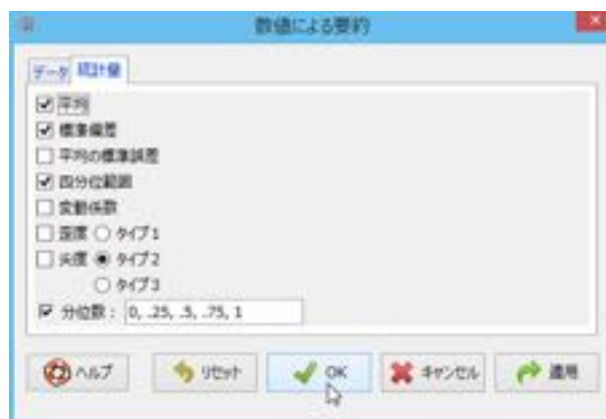 数値による要約
データ 統計量
平均
標準偏差
平均の標準誤差
四分位範囲
変動係数
歪度 タイプ1
尖度 タイプ2
タイプ3
分位数: 0, .25, .5, .75, 1
ヘルプ リセット OK キャンセル 適用